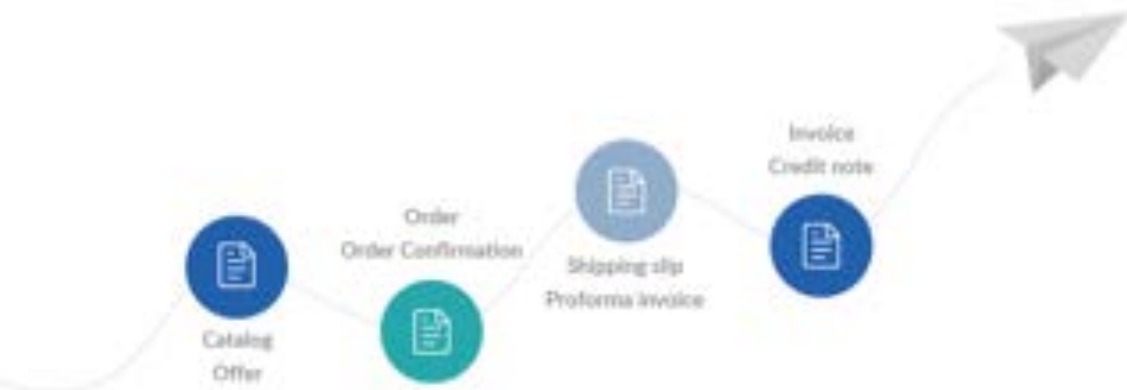 Catalog
Offer
Order
Order Confirmation
Shipping slip
Proforma invoice
Invoice
Credit note